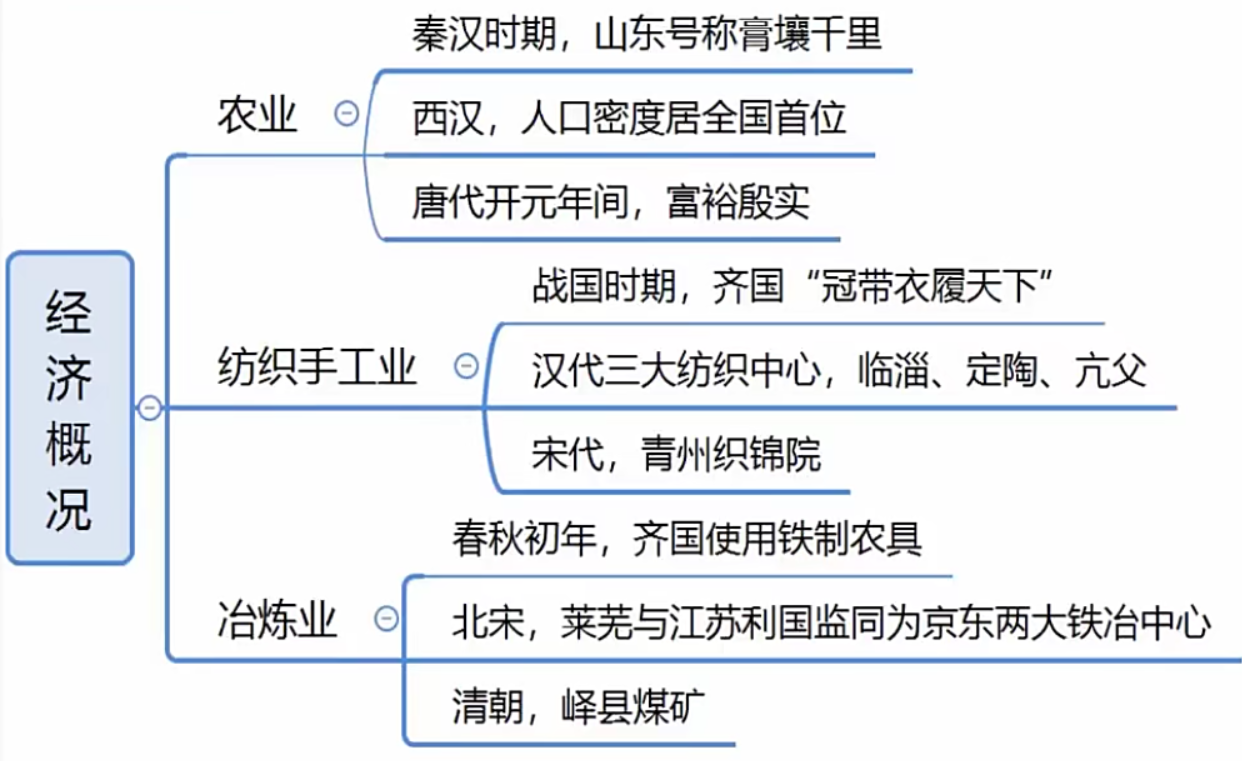 经济概况
农业
秦汉时期，山东号称膏壤千里
西汉，人口密度居全国首位
唐代开元年间，富裕殷实
纺织手工业
战国时期，齐国“冠带衣履天下”
汉代三大纺织中心，临淄、定陶、亢父
宋代，青州织锦院
冶炼业
春秋初年，齐国使用铁制农具
北宋，莱芜与江苏利国监同为京东两大铁冶中心
清朝，峄县煤矿